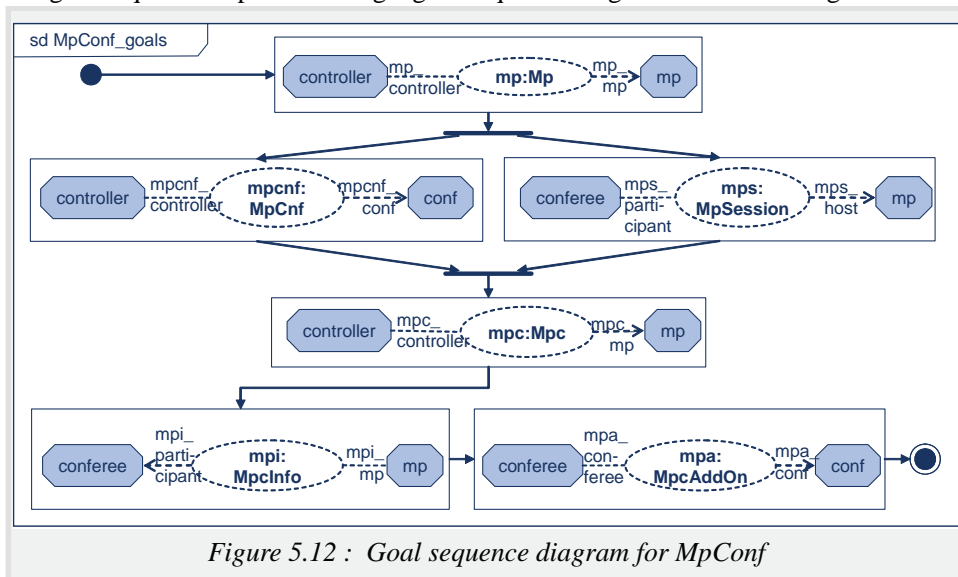 sd MpConf_goals
controller
mp_
controller
mp:Mp
mp_
mp
mp
controller
mpcnf_
controller
mpcnf:
MpCnf
mpcnf_
conf
conf
conferee
mps_
parti-
cipant
mps:
MpSession
mps_
host
mp
controller
mpc_
controller
mpc:Mpc
mpc_
mp
mp
conferee
mpi_
parti-
cipant
mpi:
MpcInfo
mpi_
mp
mp
conferee
mpa_
con-
feree
mpa:
MpcAddOn
mpa_
conf
conf
Figure 5.12 : Goal sequence diagram for MpConf